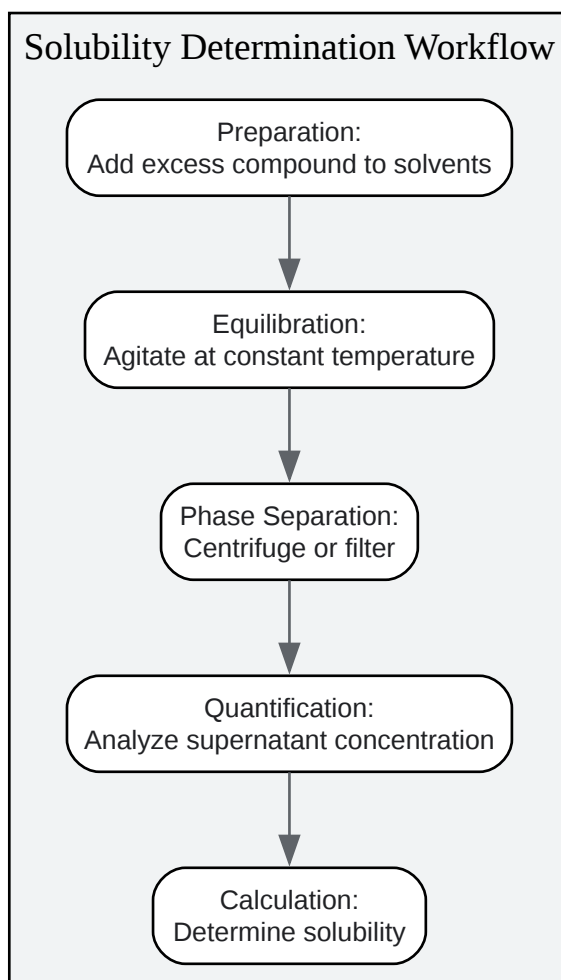 Solubility Determination Workflow
Preparation:
Add excess compound to solvents
Equilibration:
Agitate at constant temperature
Phase Separation:
Centrifuge or filter
Quantification:
Analyze supernatant concentration
Calculation:
Determine solubility